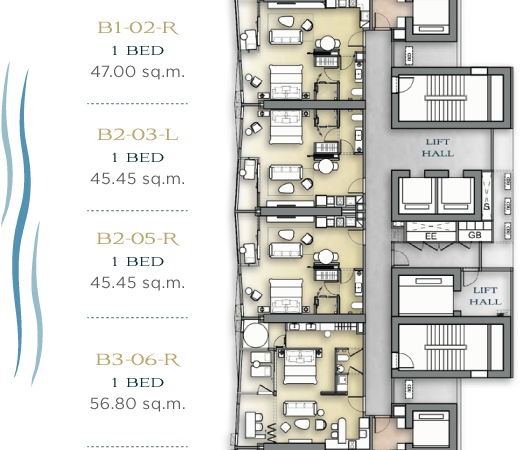 B1-02-R
1 BED
47.00 sq.m.
B2-03-L
1 BED
45.45 sq.m.
B2-05-R
1 BED
45.45 sq.m.
B3-06-R
1 BED
56.80 sq.m.
LIFT
HALL
EE
GB
LIFT
HALL